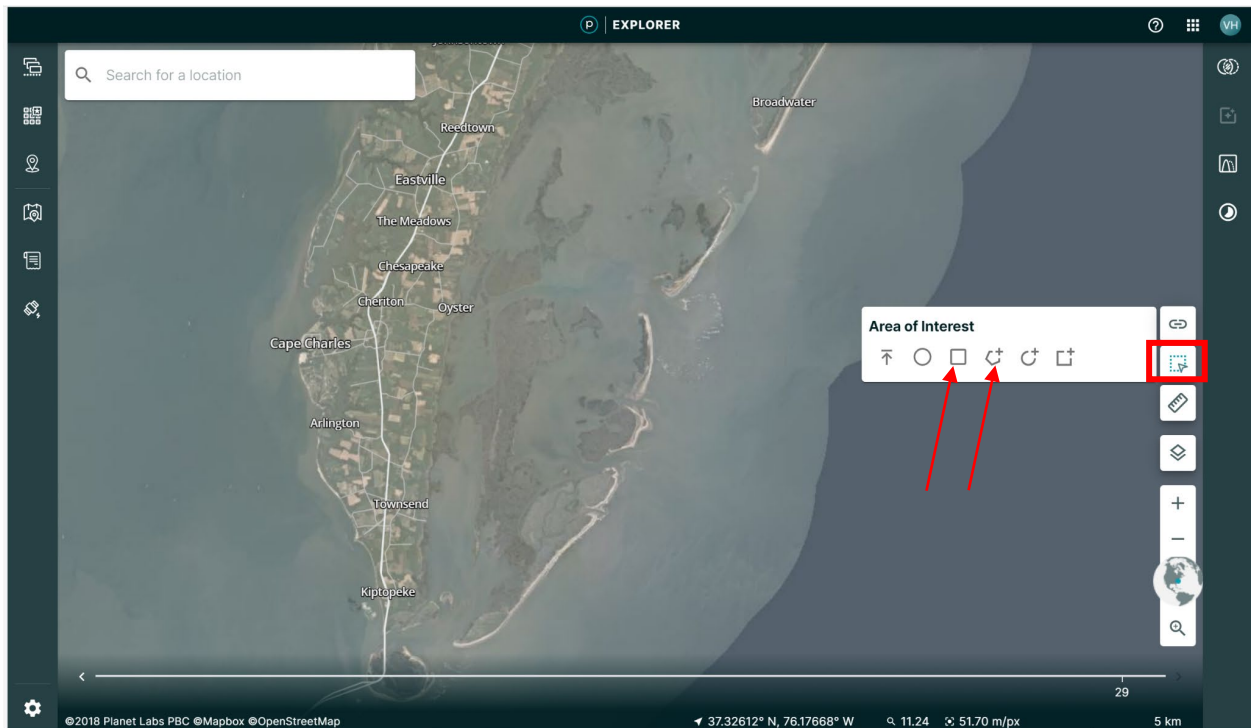 EXPLORER
VH
Search for a location
Broadwater
Reedtown
Eastville
The Meadows
Chesapeake
Cheriton
Oyster
Cape Charles
Area of Interest
Arlington
Townsend
Kiptopeke
29
©2018 Planet Labs PBC ©Mapbox ©OpenStreetMap
37.32612° N, 76.17668° W
11.24
51.70 m/px
5 km